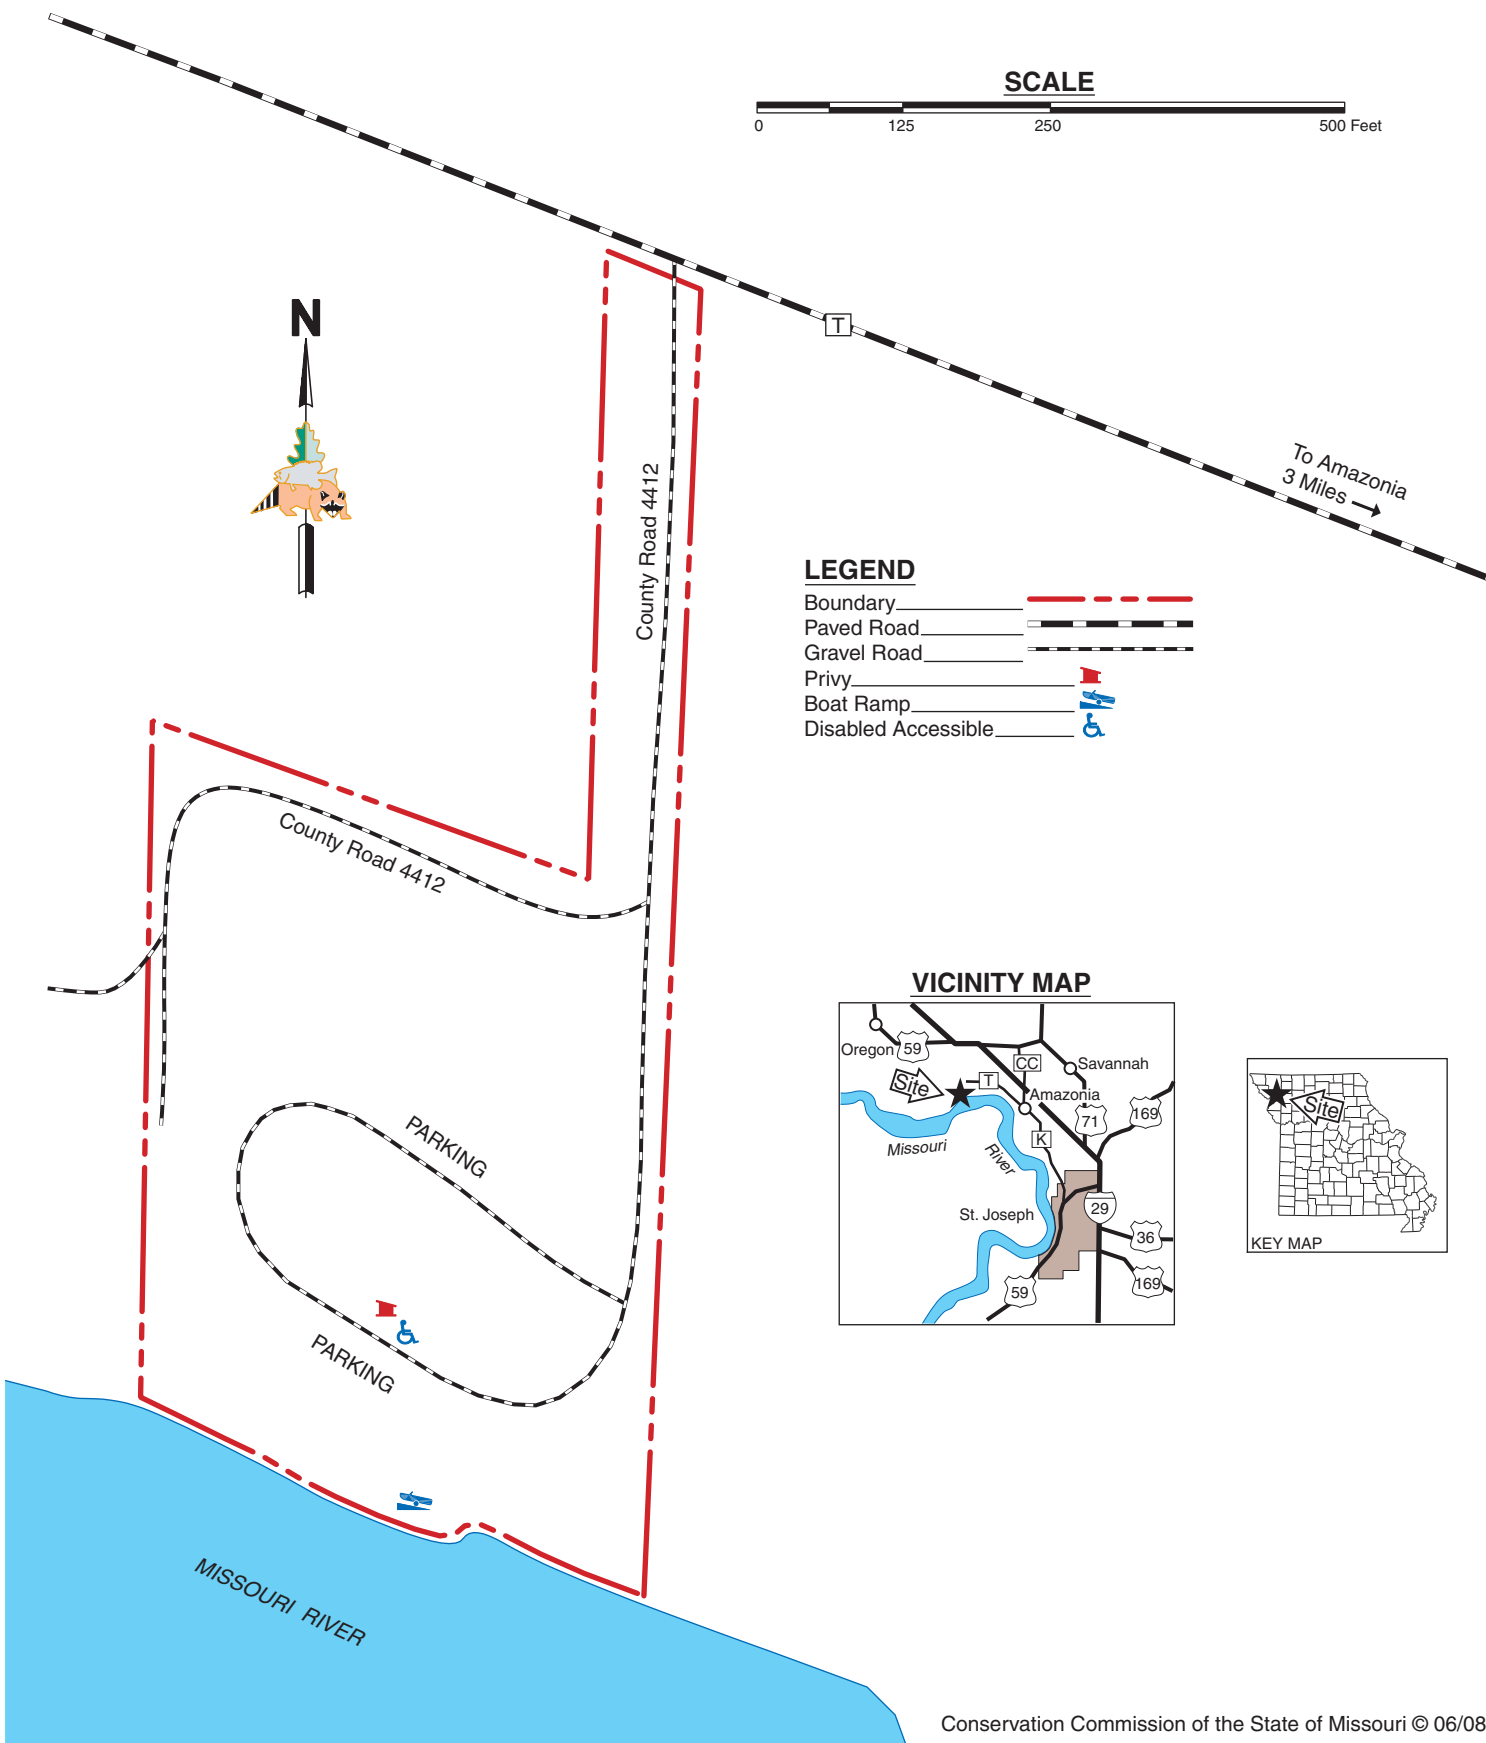 SCALE
0 125 250 500 Feet
N
T
To Amazonia
3 Miles
County Road 4412
LEGEND
Boundary
Paved Road
Gravel Road
Privy
Boat Ramp
Disabled Accessible
County Road 4412
VICINITY MAP
Oregon
59
CC
Savannah
Site
T
Amazonia
71
169
K
Missouri
River
St. Joseph
29
36
59
169
Site
KEY MAP
PARKING
PARKING
MISSOURI RIVER
Conservation Commission of the State of Missouri © 06/08